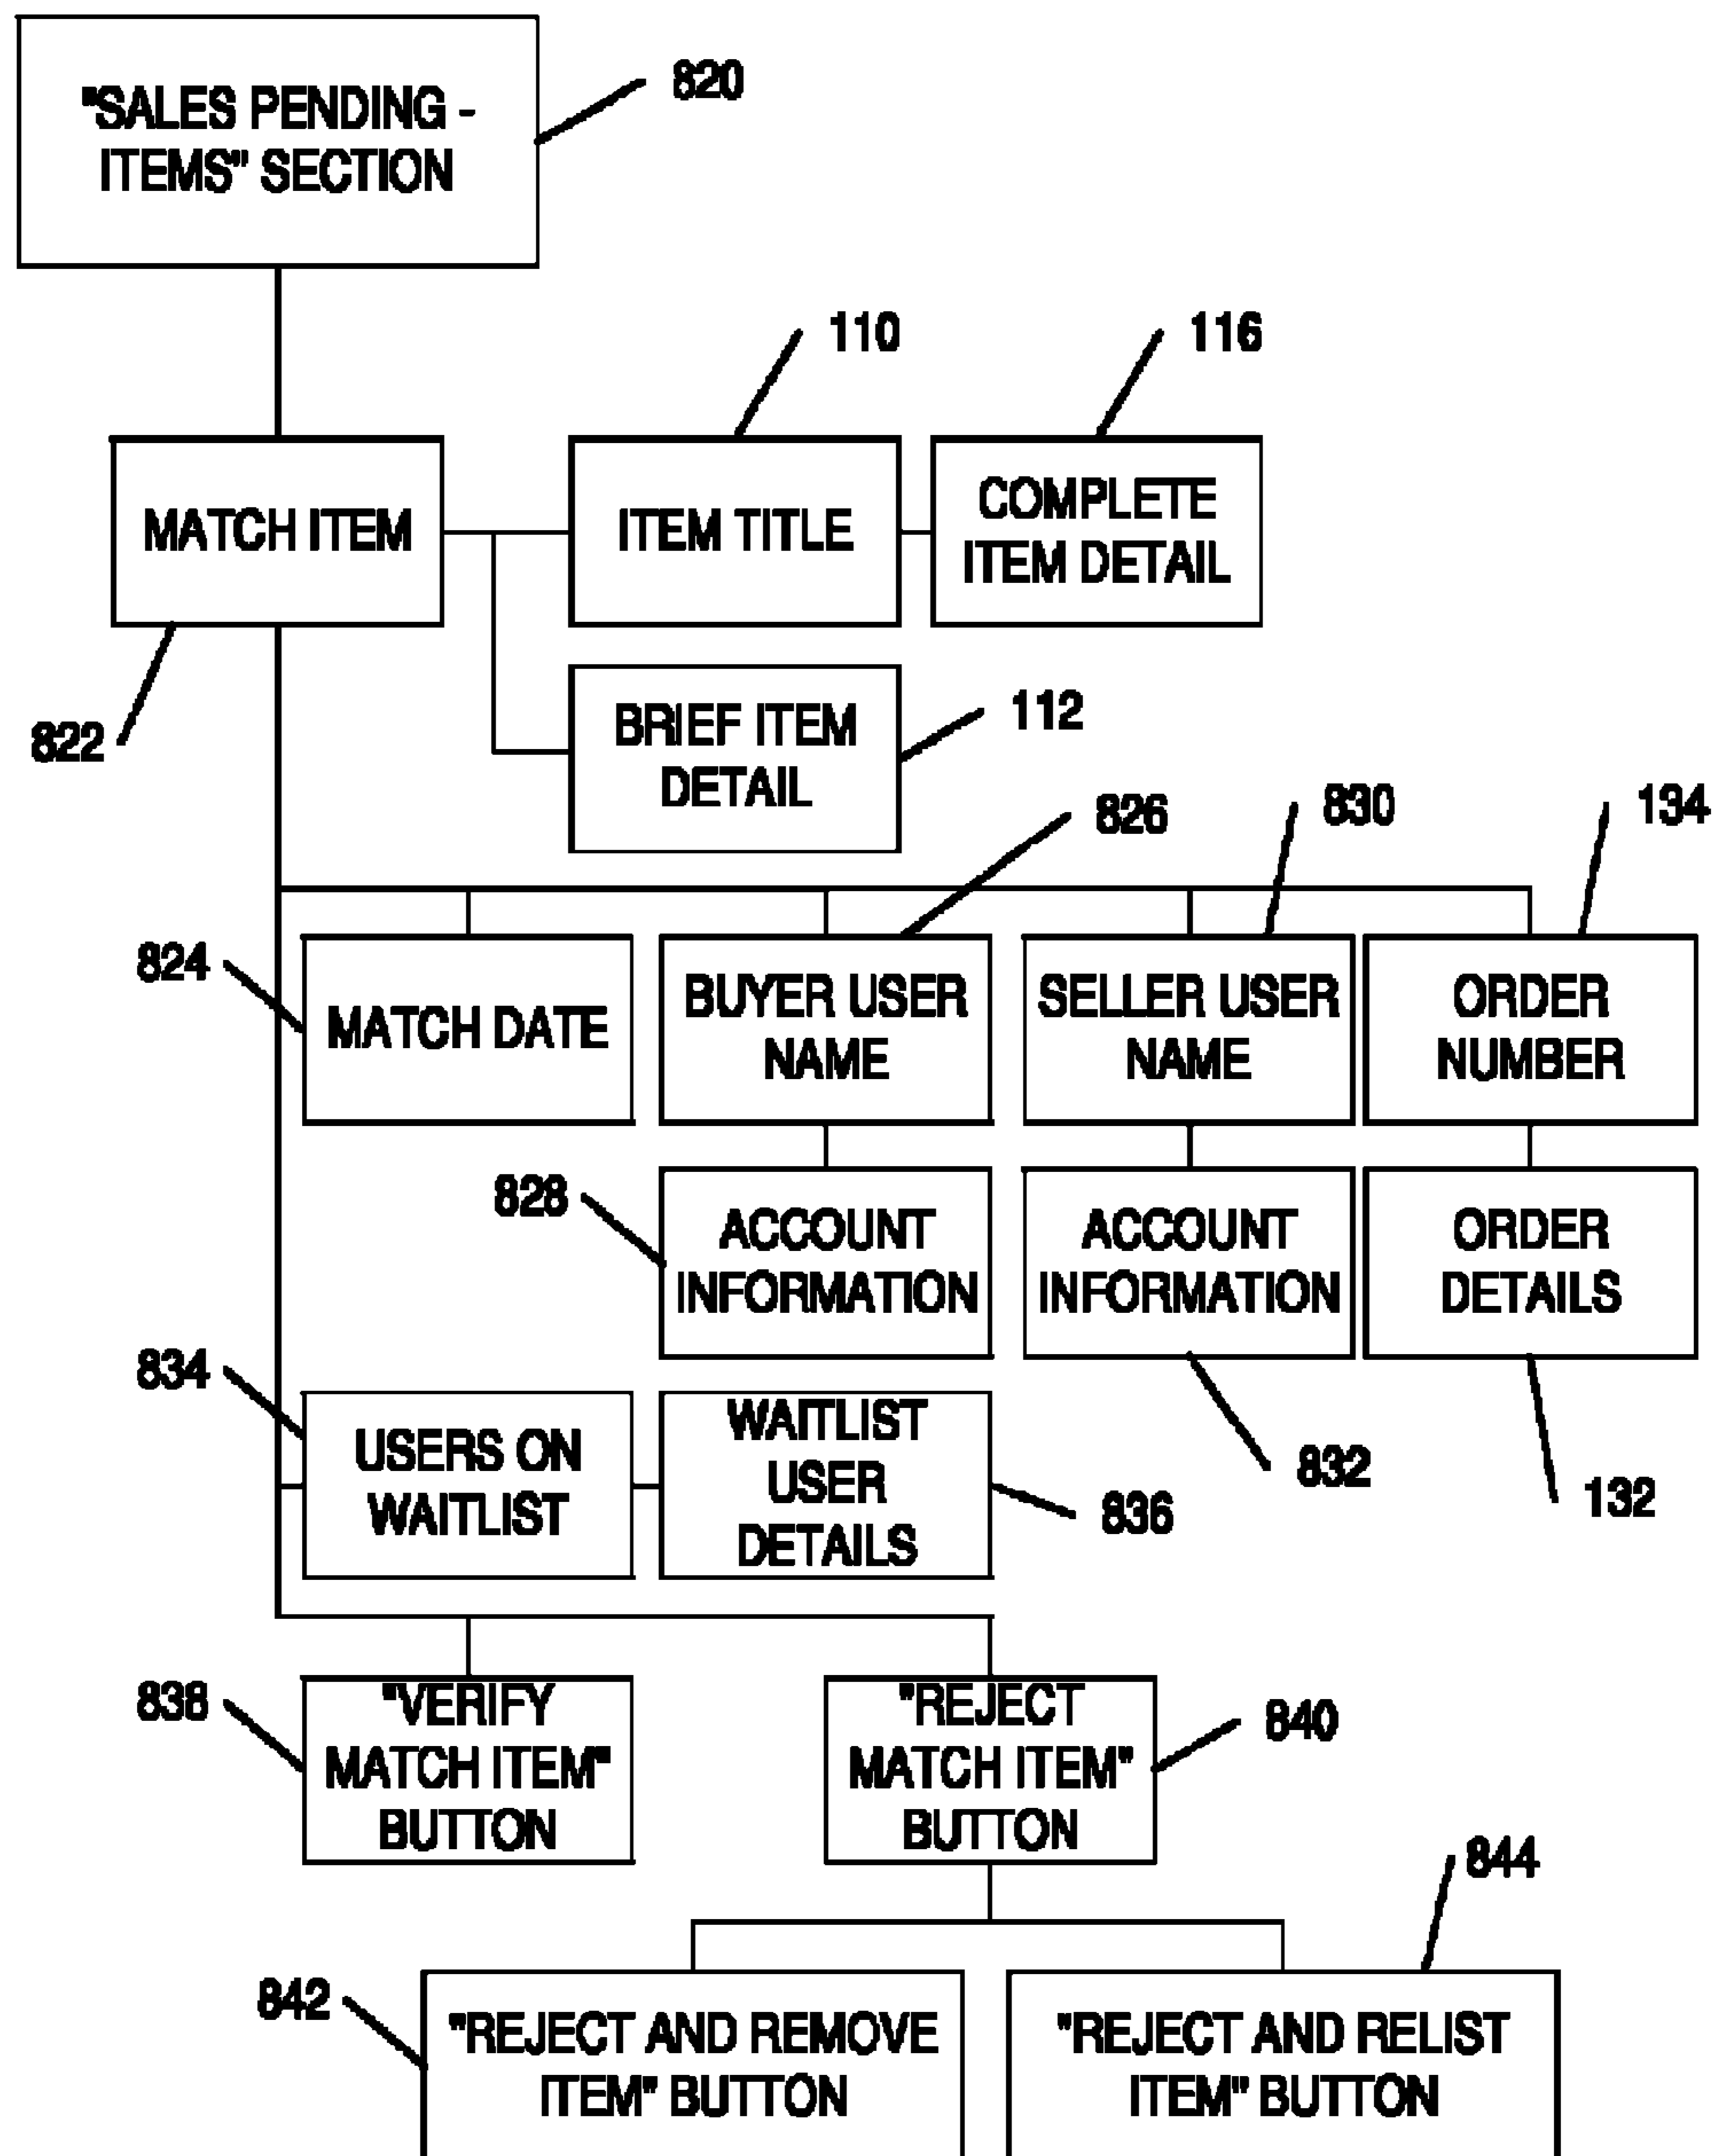 "SALES PENDING -
ITEMS" SECTION
820
110
116
MATCH ITEM
ITEM TITLE
COMPLETE
ITEM DETAIL
822
BRIEF ITEM
DETAIL
112
826
830
134
824
MATCH DATE
BUYER USER
NAME
SELLER USER
NAME
ORDER
NUMBER
828
ACCOUNT
INFORMATION
ACCOUNT
INFORMATION
ORDER
DETAILS
834
USERS ON
WAITLIST
WAITLIST
USER
DETAILS
836
832
132
838
"VERIFY
MATCH ITEM"
BUTTON
"REJECT
MATCH ITEM"
BUTTON
840
844
842
"REJECT AND REMOVE
ITEM" BUTTON
"REJECT AND RELIST
ITEM" BUTTON